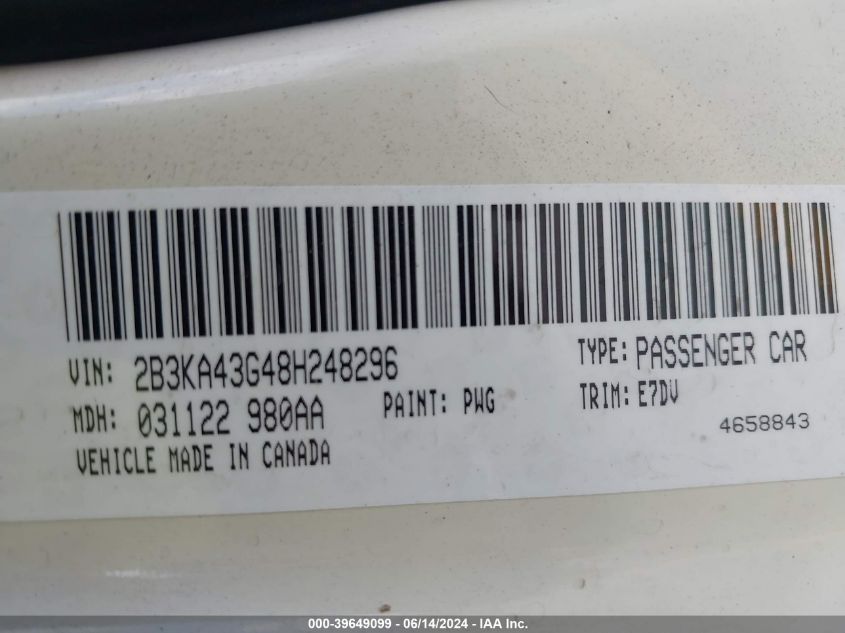 VIN: 2B3KA43G48H248296 TYPE: PASSENGER CAR
MDH: 031122 980AA PAINT: PWG TRIM: E7DV
VEHICLE MADE IN CANADA 4658843
000-39649099 - 06/14/2024 - IAA Inc.